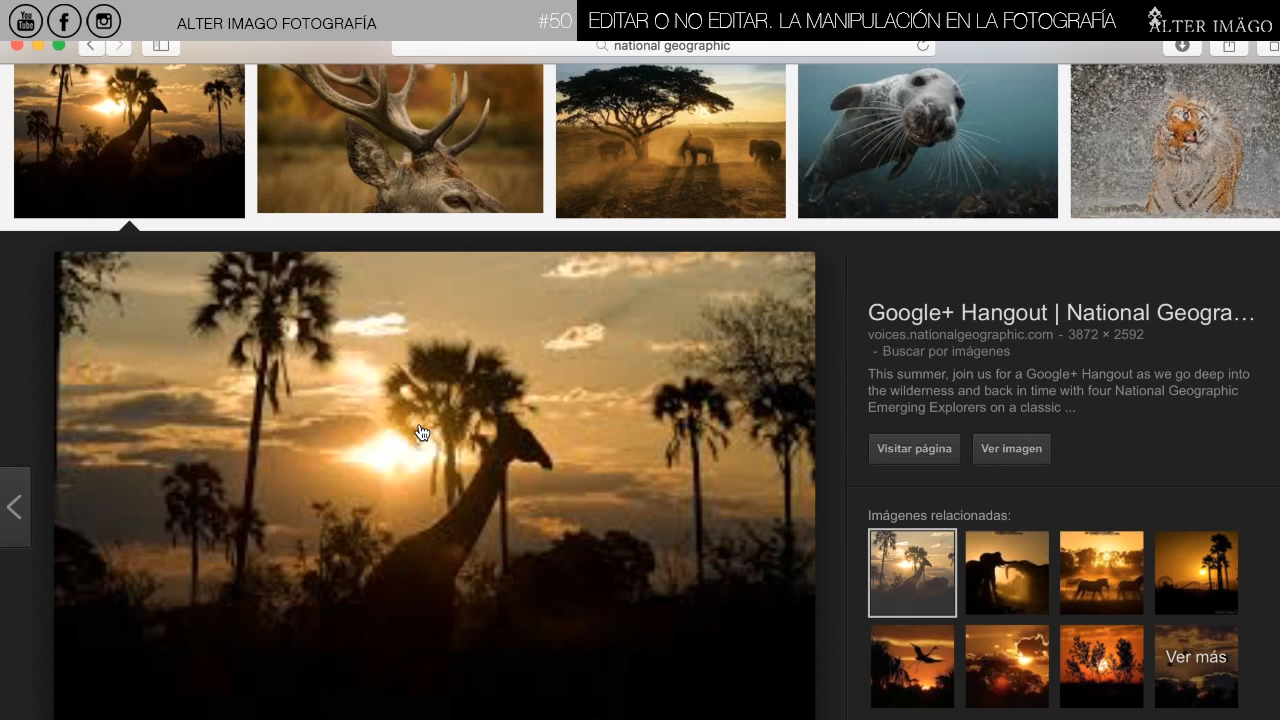 You
Tube
ALTER IMAGO FOTOGRAFÍA
#50
EDITAR O NO EDITAR. LA MANIPULACIÓN EN LA FOTOGRAFÍA
ALTER IMÄGO
national geographic
Google+ Hangout | National Geogra...
voices.nationalgeographic.com - 3872 × 2592
- Buscar por imágenes
This summer, join us for a Google+ Hangout as we go deep into
the wilderness and back in time with four National Geographic
Emerging Explorers on a classic ...
Visitar página
Ver imagen
Imágenes relacionadas:
Ver más